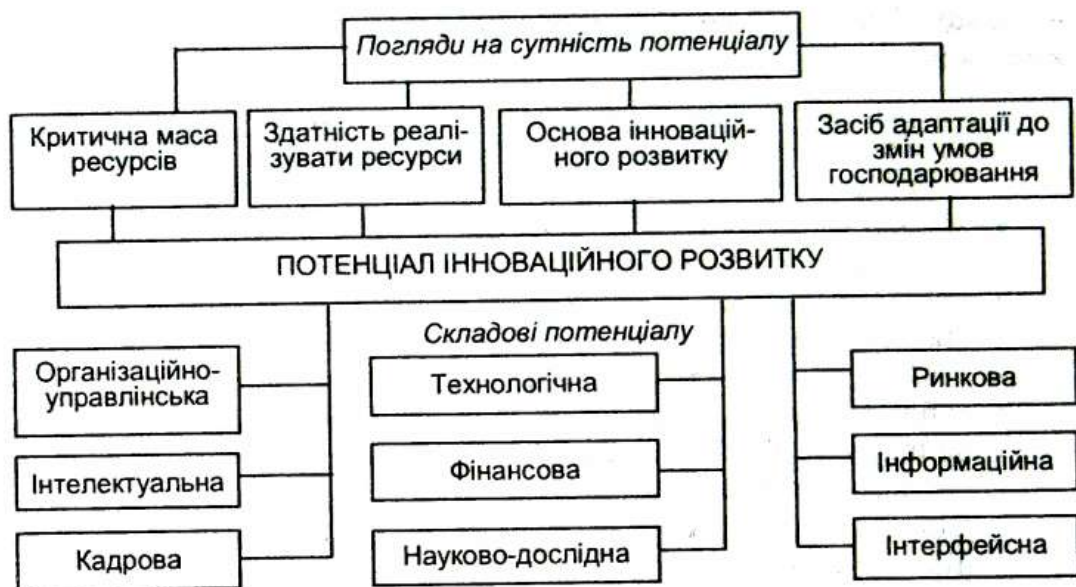 Погляди на сутність потенціалу
Критична маса
ресурсів
Здатність реалі-
зувати ресурси
Основа інновацій-
ного розвитку
Засіб адаптації до
змін умов
господарювання
ПОТЕНЦІАЛ ІННОВАЦІЙНОГО РОЗВИТКУ
Складові потенціалу
Організаційно-
управлінська
Інтелектуальна
Кадрова
Технологічна
Фінансова
Науково-дослідна
Ринкова
Інформаційна
Інтерфейсна